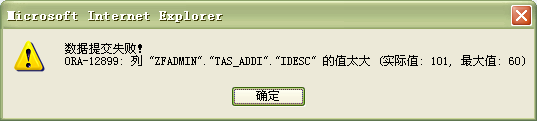 Microsoft Internet Explorer
数据提交失败!
ORA-12899: 列 "ZFADMIN"."TAS_ADDI"."IDESC" 的值太大 (实际值: 101, 最大值: 60)
确定